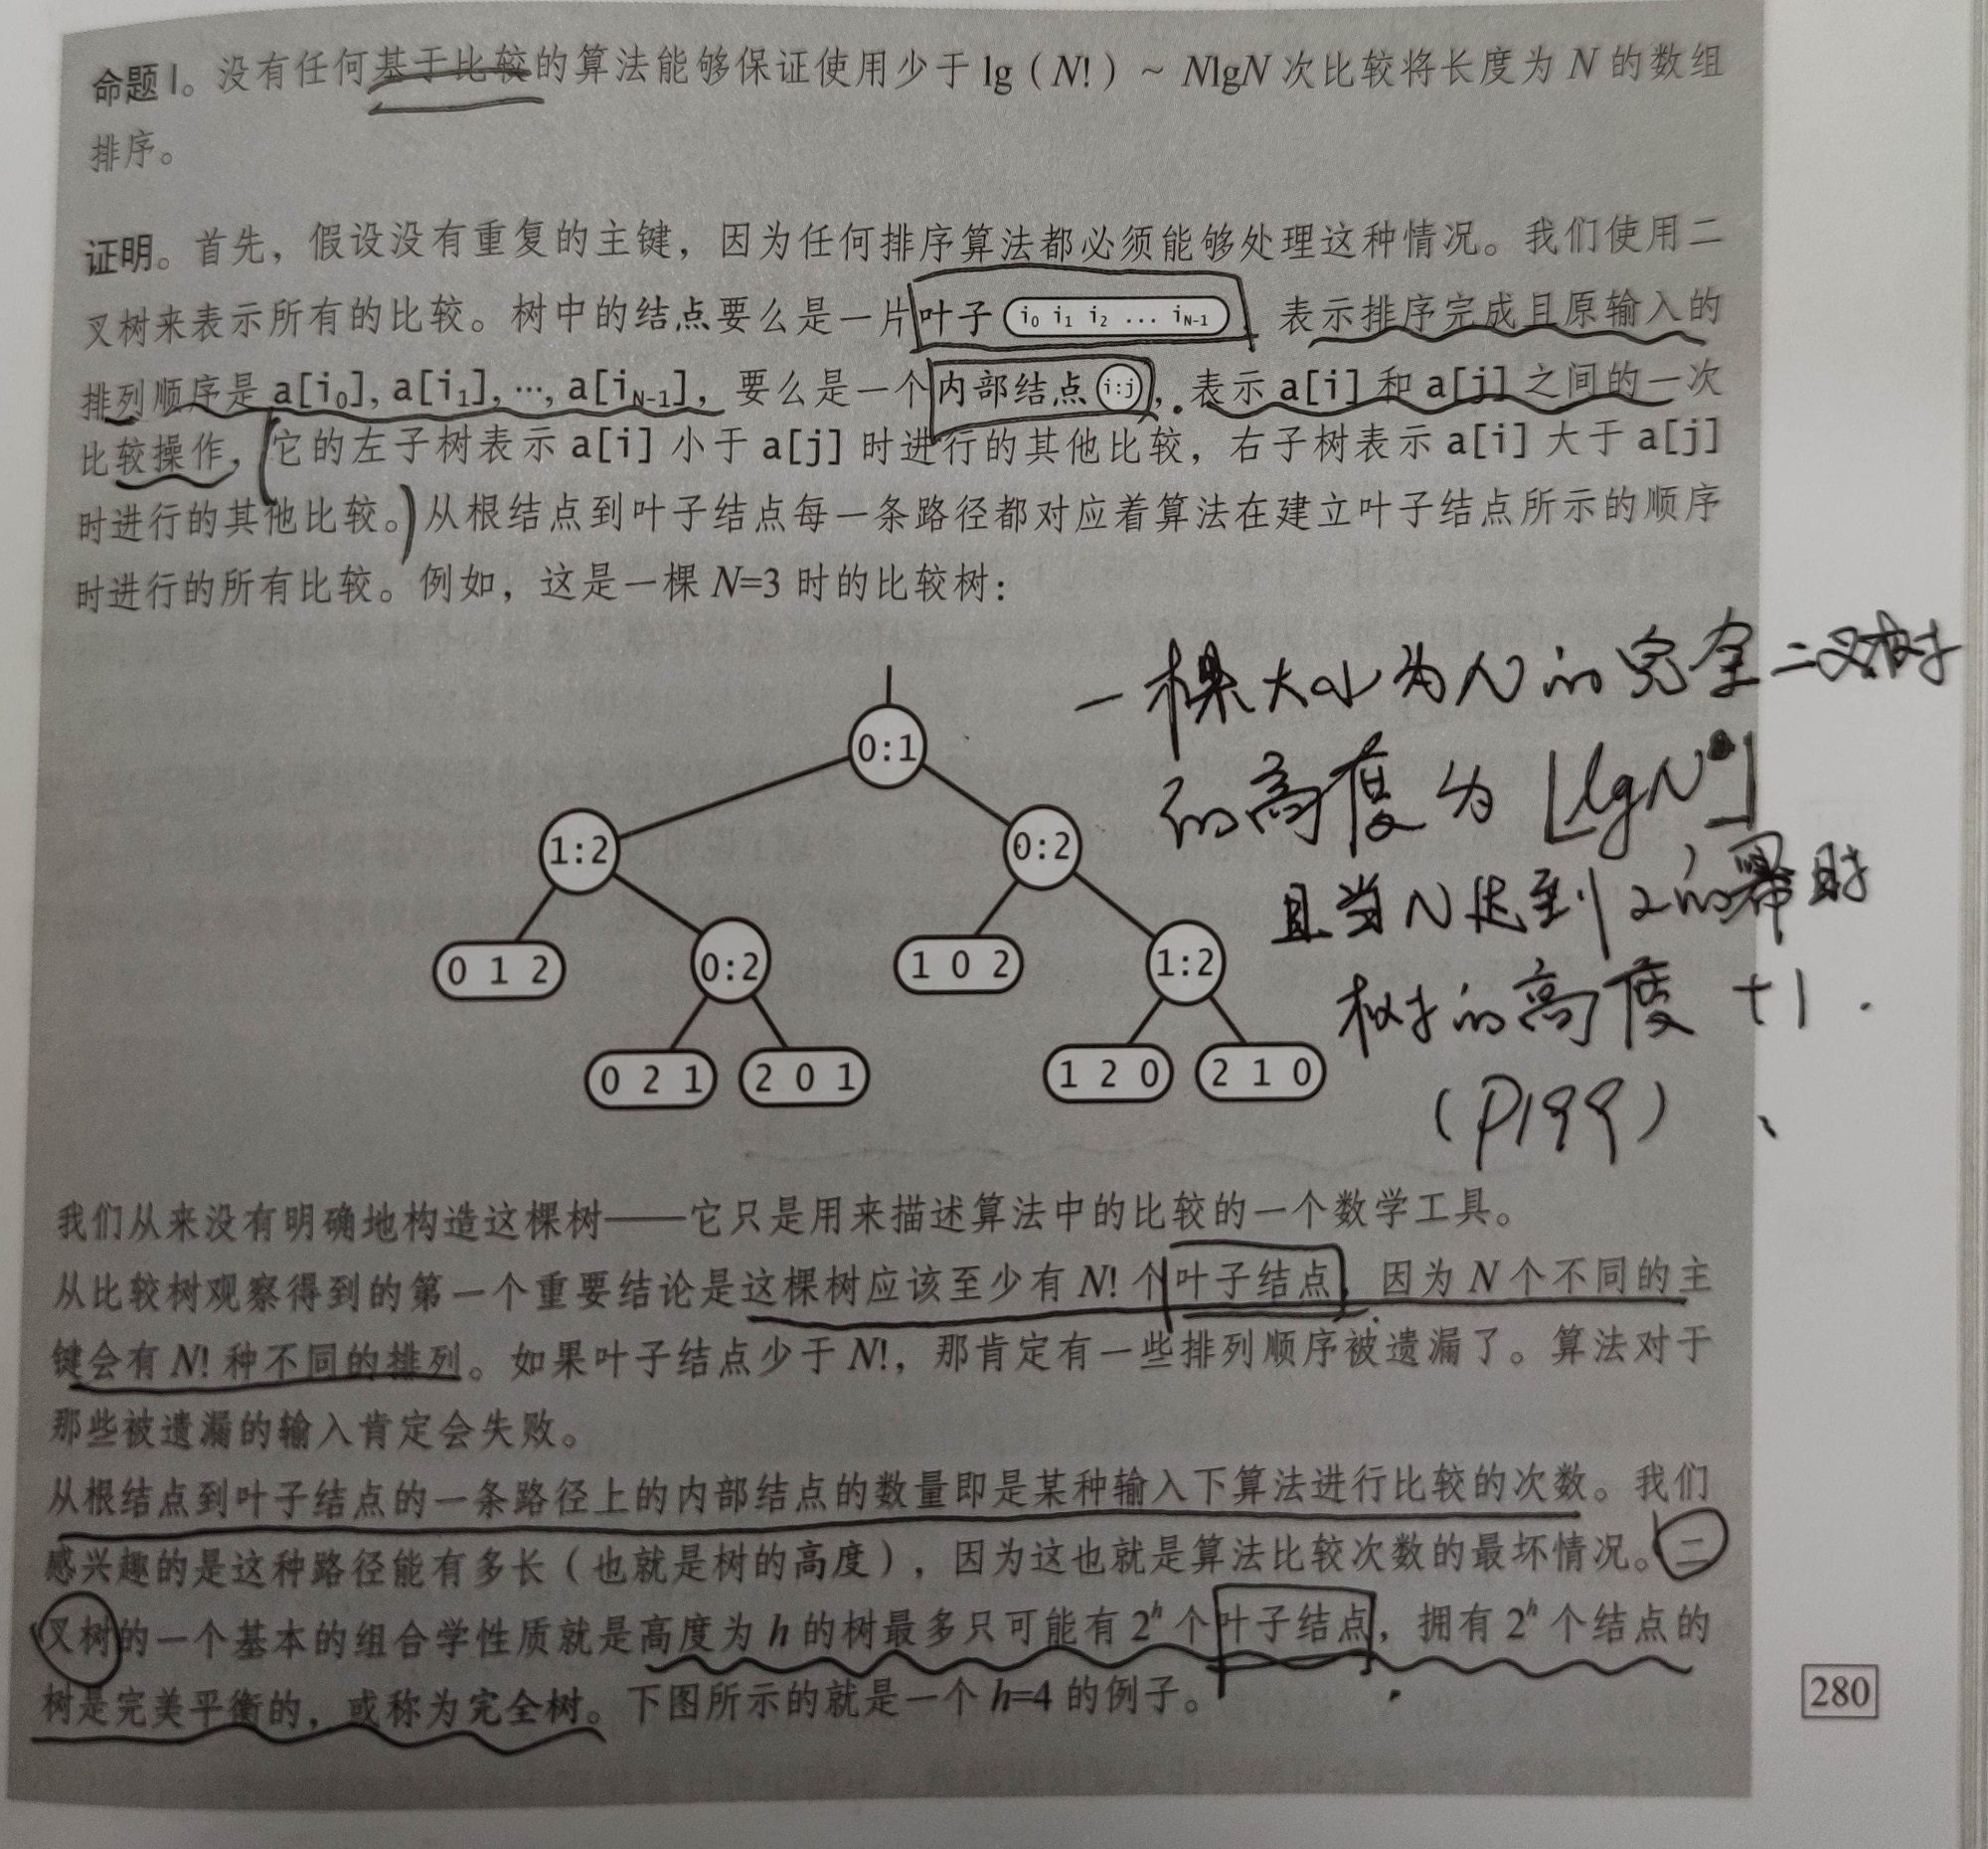 命题 I。没有任何基于比较的算法能够保证使用少于 lg（N!）~ NlgN 次比较将长度为 N 的数组
排序。
证明。首先，假设没有重复的主键，因为任何排序算法都必须能够处理这种情况。我们使用二
叉树来表示所有的比较。树中的结点要么是一片叶子 i₀ i₁ i₂ ... iN-1，表示排序完成且原输入的
排列顺序是 a[i₀], a[i₁], …, a[iN-1]，要么是一个内部结点 i:j，表示 a[i] 和 a[j] 之间的一次
比较操作，它的左子树表示 a[i] 小于 a[j] 时进行的其他比较，右子树表示 a[i] 大于 a[j]
时进行的其他比较。从根结点到叶子结点每一条路径都对应着算法在建立叶子结点所示的顺序
时进行的所有比较。例如，这是一棵 N=3 时的比较树：
一棵大小为N的完全二叉树
的高度为⌊lgN⌋
且当N达到2的幂时
树的高度+1.
(P199)
0:1
1:2
0:2
0 1 2
0:2
1 0 2
1:2
0 2 1
2 0 1
1 2 0
2 1 0
我们从来没有明确地构造这棵树——它只是用来描述算法中的比较的一个数学工具。
从比较树观察得到的第一个重要结论是这棵树应该至少有 N! 个叶子结点，因为 N 个不同的主
键会有 N! 种不同的排列。如果叶子结点少于 N!，那肯定有一些排列顺序被遗漏了。算法对于
那些被遗漏的输入肯定会失败。
从根结点到叶子结点的一条路径上的内部结点的数量即是某种输入下算法进行比较的次数。我们
感兴趣的是这种路径能有多长（也就是树的高度），因为这也就是算法比较次数的最坏情况。二
叉树的一个基本的组合学性质就是高度为 h 的树最多只可能有 2ʰ 个叶子结点，拥有 2ʰ 个结点的
树是完美平衡的，或称为完全树。下图所示的就是一个 h=4 的例子。
280